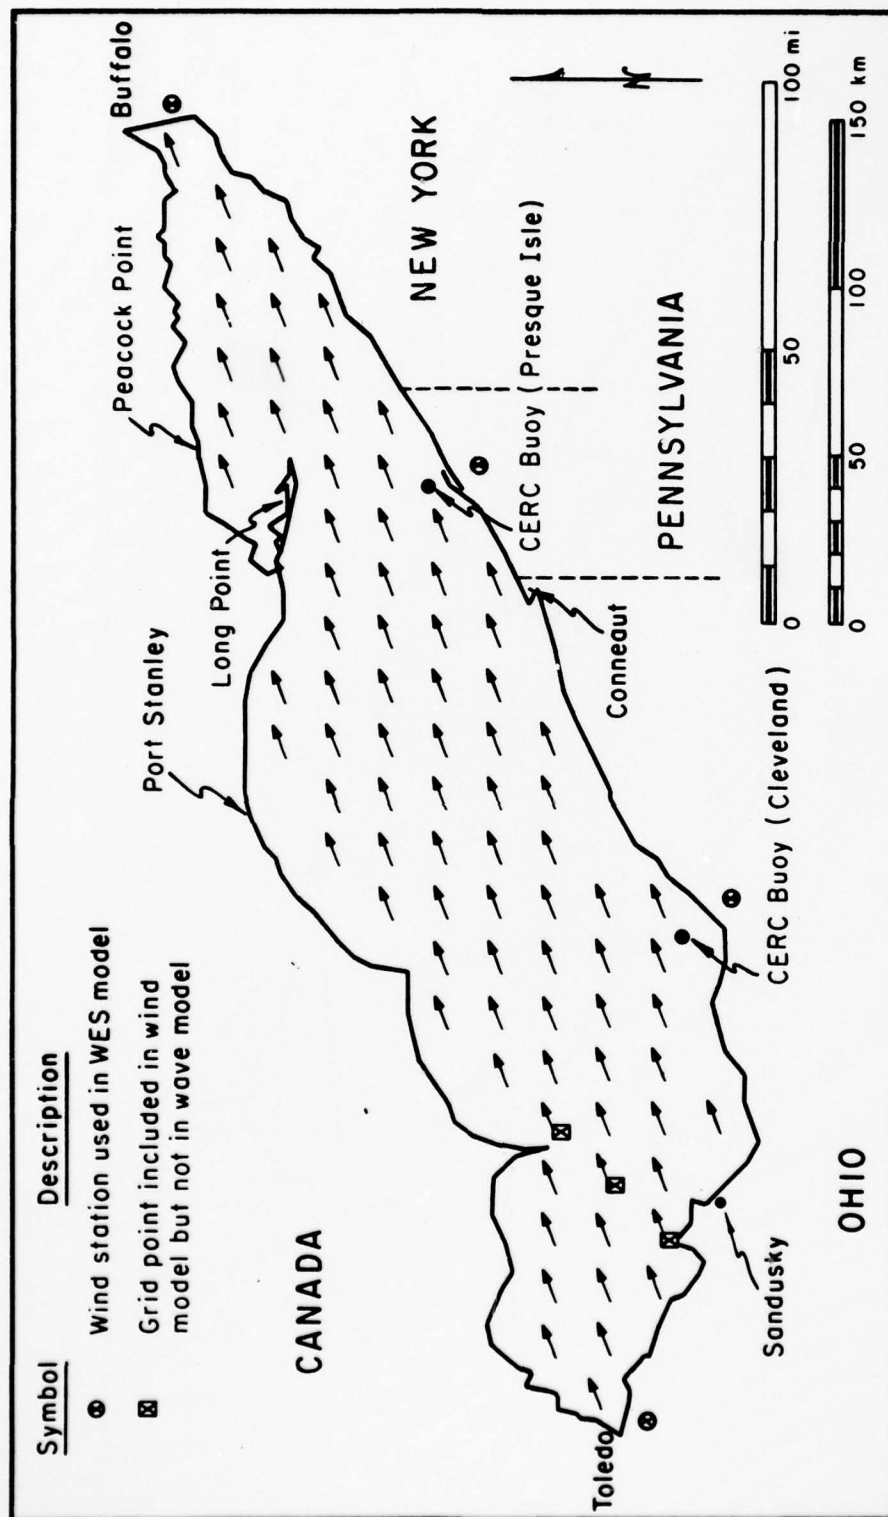 Symbol
Description
Wind station used in WES model
Grid point included in wind
model but not in wave model
CANADA
Port Stanley
Long Point
Peacock Point
Buffalo
NEW YORK
N
CERC Buoy (Presque Isle)
PENNSYLVANIA
Conneaut
CERC Buoy (Cleveland)
Toledo
Sandusky
OHIO
0
50
100 mi
0
50
100
150 km